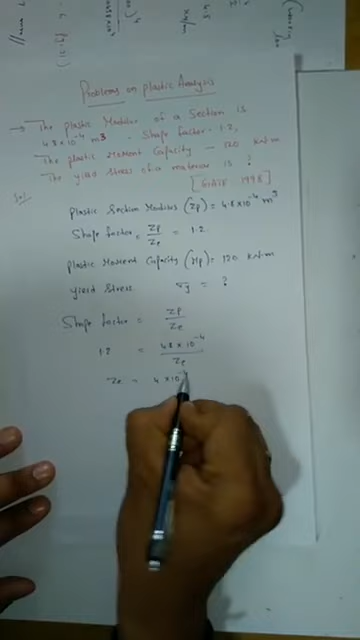 Problems on plastic Analysis
→ The plastic Modulus of a Section is
4.8×10⁻⁴ m³ - Shape factor - 1.2,
The plastic Moment Capacity - 120 kN-m
The yield stress of a material is ?
[GATE 1998]
Sol
plastic Section Modulus (Zp) = 4.8×10⁻⁴ m³
Shape factor = Zp/Ze = 1.2.
plastic Moment Capacity (Mp) = 120 kN-m
yield stress σy = ?
Shape factor = Zp/Ze
1.2 = 4.8 × 10⁻⁴/Ze
Ze = 4 × 10⁻